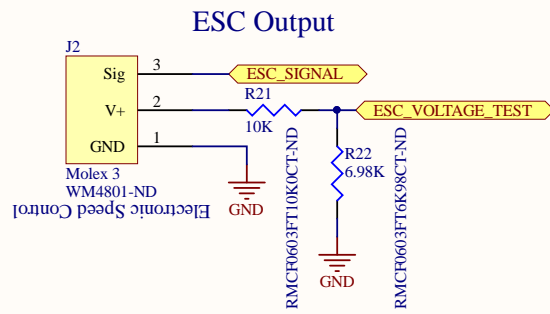 ESC Output
J2
Sig
3
ESC_SIGNAL
V+
2
R21
10K
ESC_VOLTAGE_TEST
GND
1
R22
6.98K
Molex 3
WM4801-ND
Electronic Speed Control
GND
GND
RMCF0603FT10K0CT-ND
RMCF0603FT6K98CT-ND